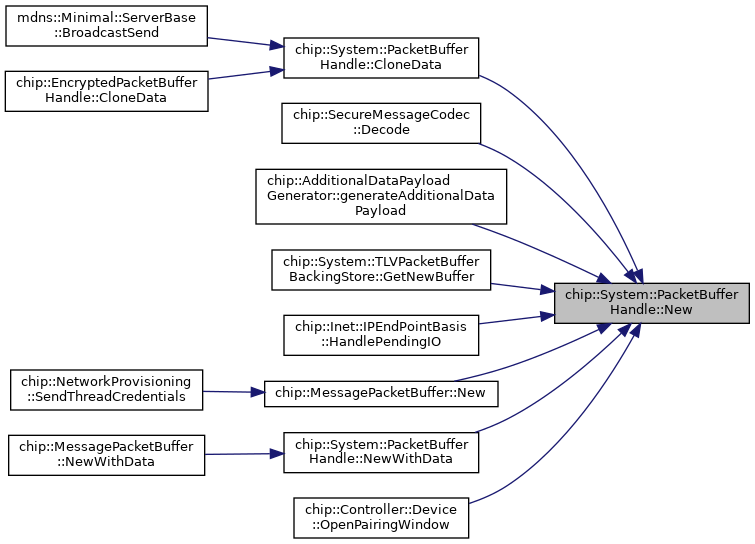 mdns::Minimal::ServerBase
::BroadcastSend
chip::EncryptedPacketBuffer
Handle::CloneData
chip::System::PacketBuffer
Handle::CloneData
chip::SecureMessageCodec
::Decode
chip::AdditionalDataPayload
Generator::generateAdditionalData
Payload
chip::System::TLVPacketBuffer
BackingStore::GetNewBuffer
chip::System::PacketBuffer
Handle::New
chip::Inet::IPEndPointBasis
::HandlePendingIO
chip::NetworkProvisioning
::SendThreadCredentials
chip::MessagePacketBuffer::New
chip::MessagePacketBuffer
::NewWithData
chip::System::PacketBuffer
Handle::NewWithData
chip::Controller::Device
::OpenPairingWindow